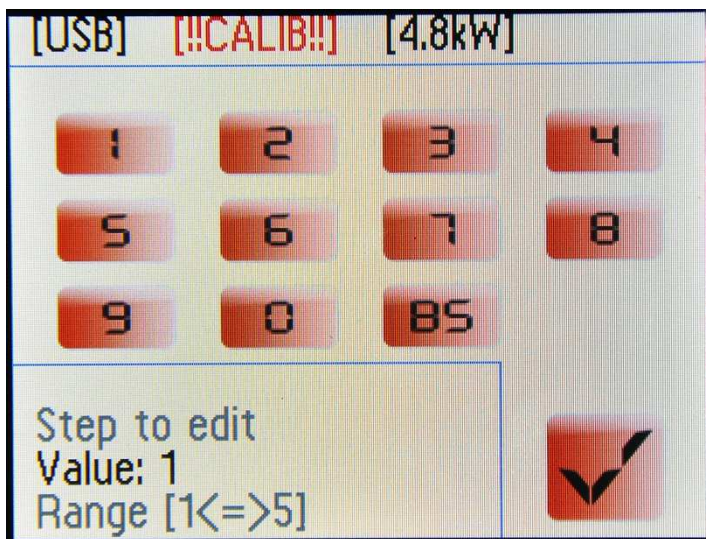 [USB] [!!CALIB!!] [4.8kW]
1 2 3 4
5 6 7 8
9 0 BS
Step to edit
Value: 1
Range [1<=>5]